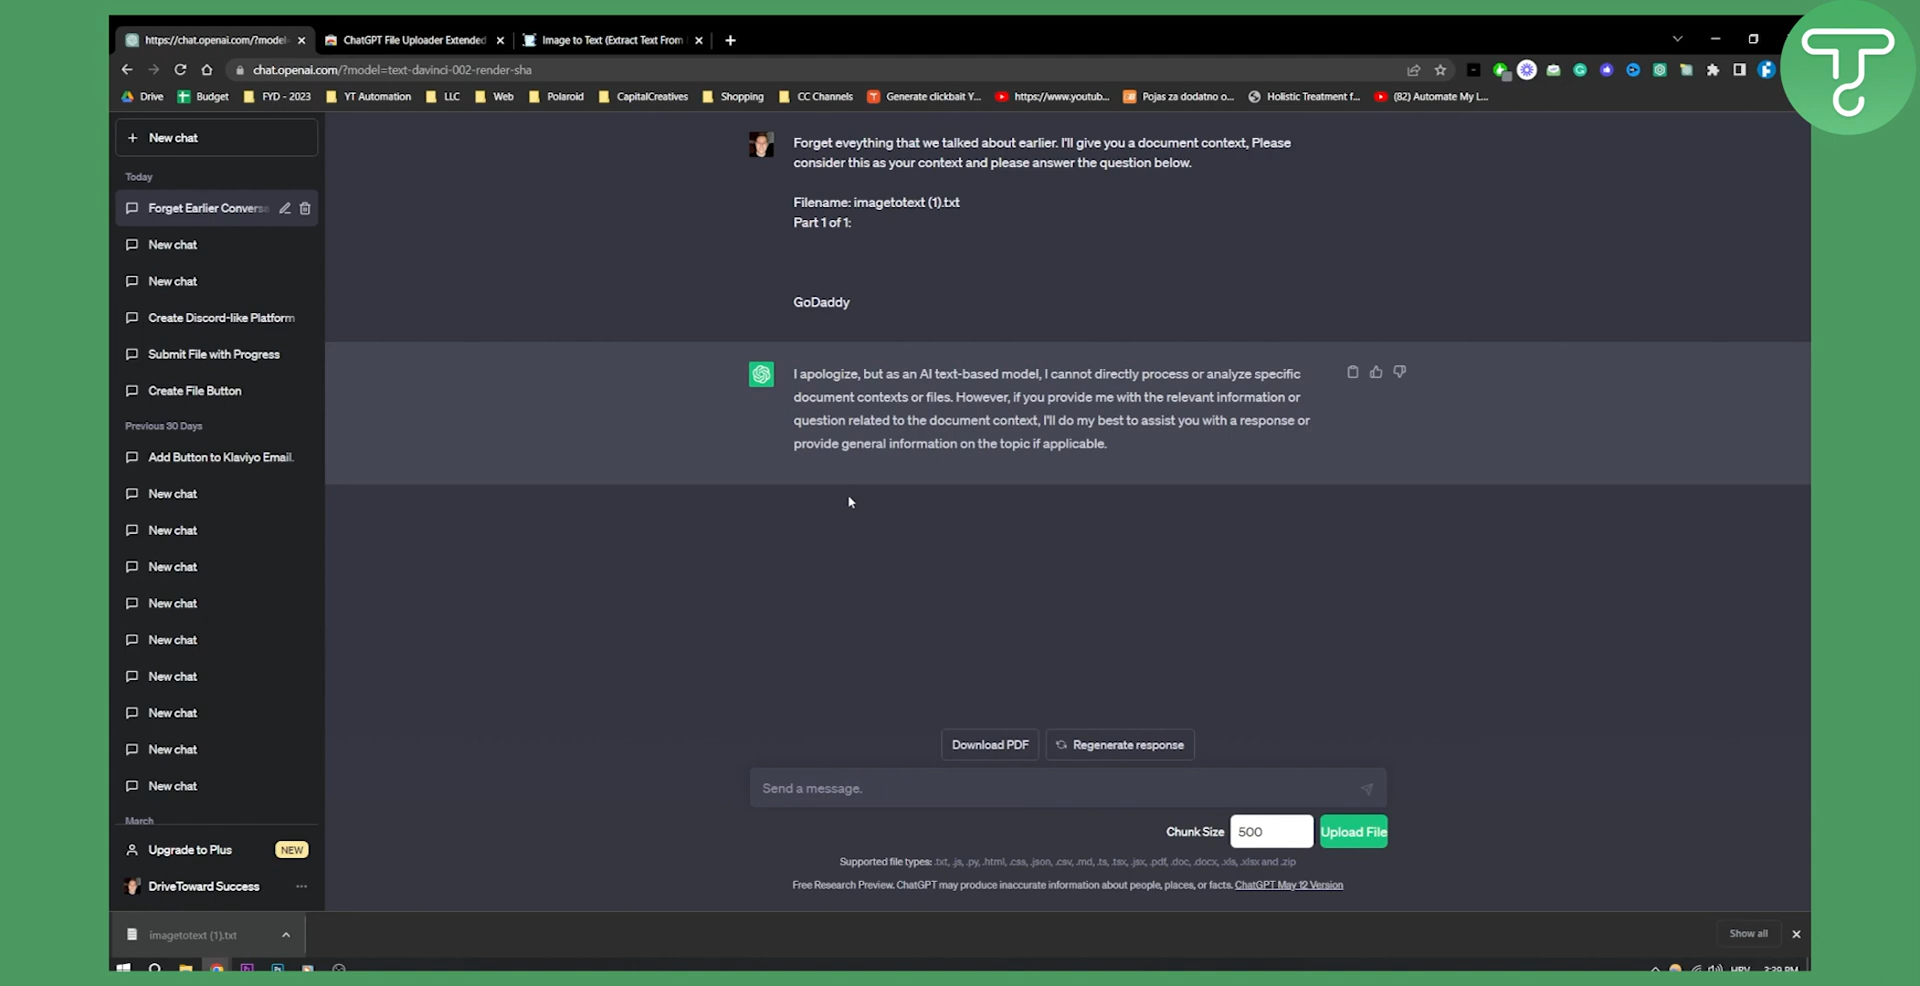 https://chat.openai.com/?model-
ChatGPT File Uploader Extended
Image to Text (Extract Text From
chat.openai.com/?model=text-davinci-002-render-sha
Drive
Budget
FYD - 2023
YT Automation
LLC
Web
Polaroid
CapitalCreatives
Shopping
CC Channels
Generate clickbait Y...
https://www.youtub...
Pojas za dodatno o...
Holistic Treatment f...
(82) Automate My L...
+ New chat
Today
Forget Earlier Conversa
New chat
New chat
Create Discord-like Platform
Submit File with Progress
Create File Button
Previous 30 Days
Add Button to Klaviyo Email.
New chat
New chat
New chat
New chat
New chat
New chat
New chat
New chat
New chat
March
Upgrade to Plus
NEW
DriveToward Success
Forget eveything that we talked about earlier. I'll give you a document context, Please
consider this as your context and please answer the question below.
Filename: imagetotext (1).txt
Part 1 of 1:
GoDaddy
I apologize, but as an AI text-based model, I cannot directly process or analyze specific
document contexts or files. However, if you provide me with the relevant information or
question related to the document context, I'll do my best to assist you with a response or
provide general information on the topic if applicable.
Download PDF
Regenerate response
Send a message.
Chunk Size
500
Upload File
Supported file types: .txt, .js, .py, .html, .css, .json, .csv, .md, .ts, .tsx, .jsx, .pdf, .doc, .docx, .xls, .xlsx and .zip
Free Research Preview. ChatGPT may produce inaccurate information about people, places, or facts. ChatGPT May 12 Version
imagetotext (1).txt
Show all
HRV
3:29 PM